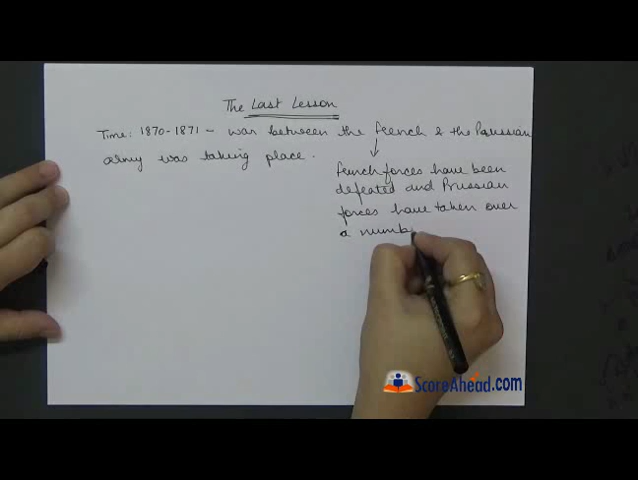 The Last Lesson
Time: 1870-1871 - war between the french & the Prussian
army was taking place.
french forces have been
defeated and Prussian
forces have taken over
a numb
ScoreAhead.com